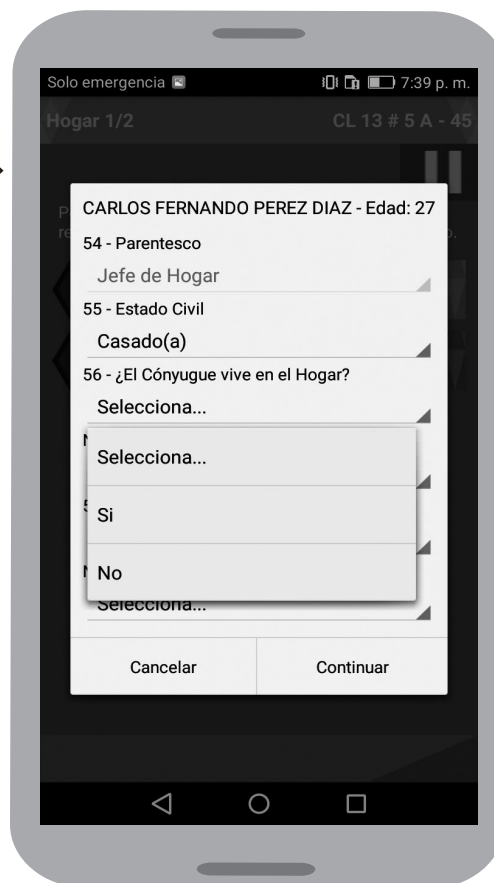 Solo emergencia 7:39 p. m.
Hogar 1/2 CL 13 # 5 A - 45
CARLOS FERNANDO PEREZ DIAZ - Edad: 27
54 - Parentesco
Jefe de Hogar
55 - Estado Civil
Casado(a)
56 - ¿El Cónyugue vive en el Hogar?
Selecciona...
Selecciona...
Si
No
Selecciona...
Cancelar Continuar